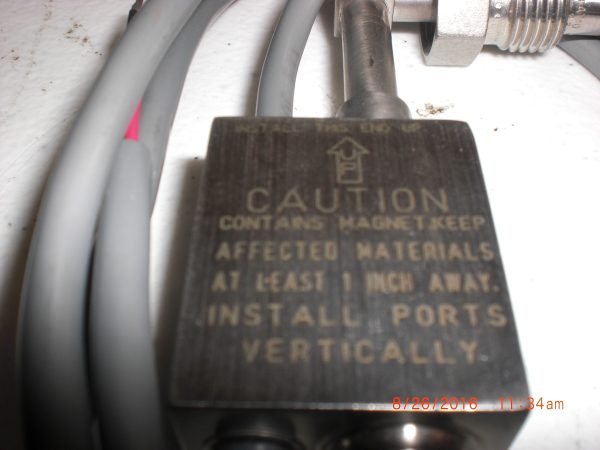 INSTALL THIS END UP
UP
CAUTION
CONTAINS MAGNET.KEEP
AFFECTED MATERIALS
AT LEAST 1 INCH AWAY.
INSTALL PORTS
VERTICALLY
8/26/2016 11:34am